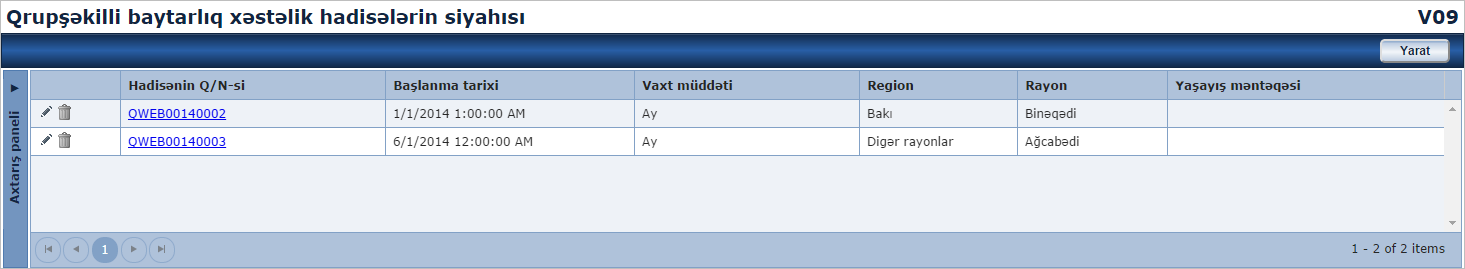 Qrupşəkilli baytarlıq xəstəlik hadisələrin siyahısı V09
Yarat
Axtarış paneli
Hadisənin Q/N-si Başlanma tarixi Vaxt müddəti Region Rayon Yaşayış məntəqəsi
QWEB00140002 1/1/2014 1:00:00 AM Ay Bakı Binəqədi
QWEB00140003 6/1/2014 12:00:00 AM Ay Digər rayonlar Ağcabədi
1 1 - 2 of 2 items